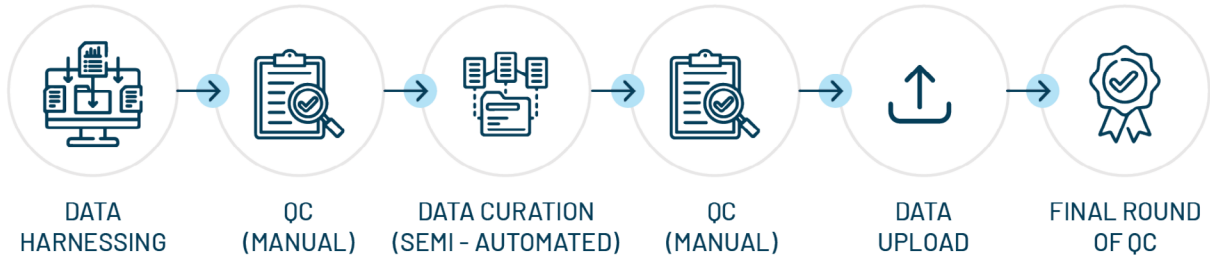 DATA
HARNESSING
QC
(MANUAL)
DATA CURATION
(SEMI - AUTOMATED)
QC
(MANUAL)
DATA
UPLOAD
FINAL ROUND
OF QC